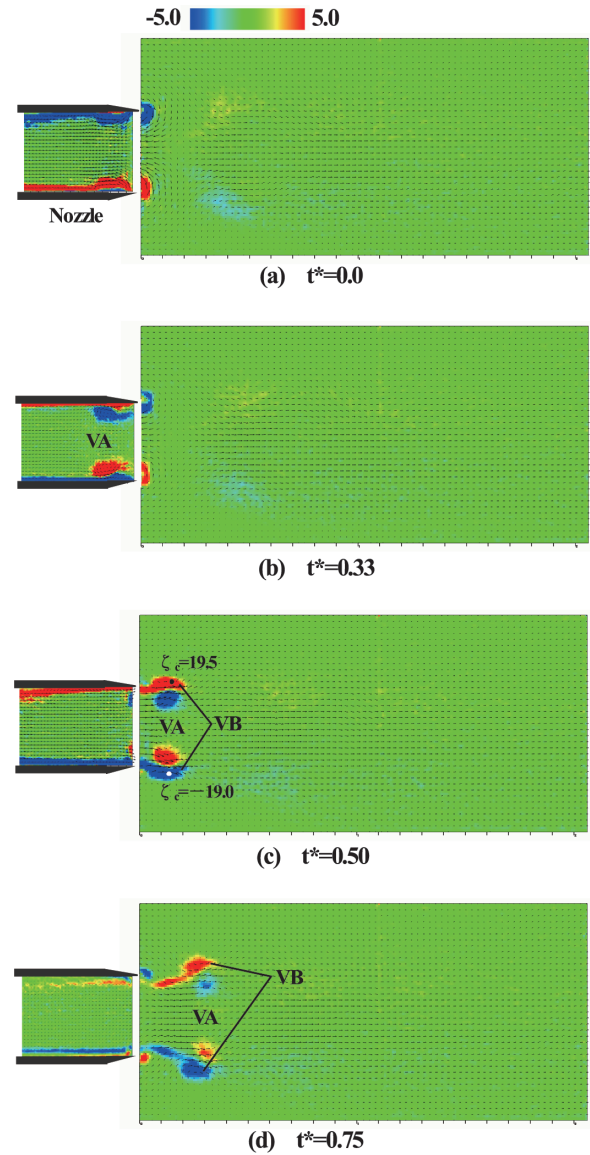 -5.0 5.0
Nozzle
(a) t*=0.0
VA
(b) t*=0.33
ζc=19.5
VA VB
ζc=−19.0
(c) t*=0.50
VB
VA
(d) t*=0.75